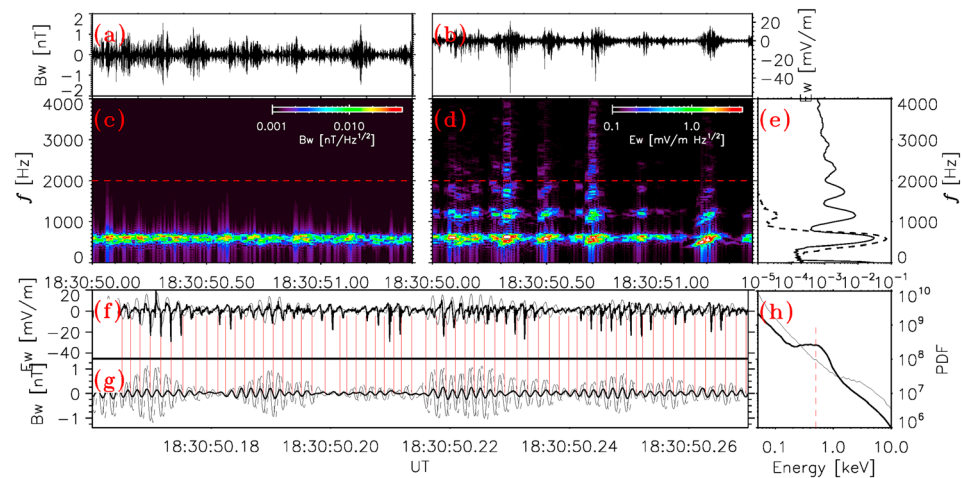 (a)
Bw [nT]
2
1
0
−1
−2
(b)
Ew [mV/m]
20
0
−20
−40
(c)
f [Hz]
4000
3000
2000
1000
0
0.001 0.010
Bw [nT/Hz1/2]
(d)
0.1 1.0
Ew [mV/m Hz1/2]
(e)
f [Hz]
4000
3000
2000
1000
0
18:30:50.00 18:30:50.50 18:30:51.00
18:30:50.00 18:30:50.50 18:30:51.00
10−5 10−4 10−3 10−2 10−1
(f)
Ew [mV/m]
20
0
−20
−40
(g)
Bw [nT]
1
0
−1
18:30:50.18 18:30:50.20 18:30:50.22 18:30:50.24 18:30:50.26
UT
(h)
PDF
10 10
10 9
10 8
10 7
10 6
0.1 1.0 10.0
Energy [keV]